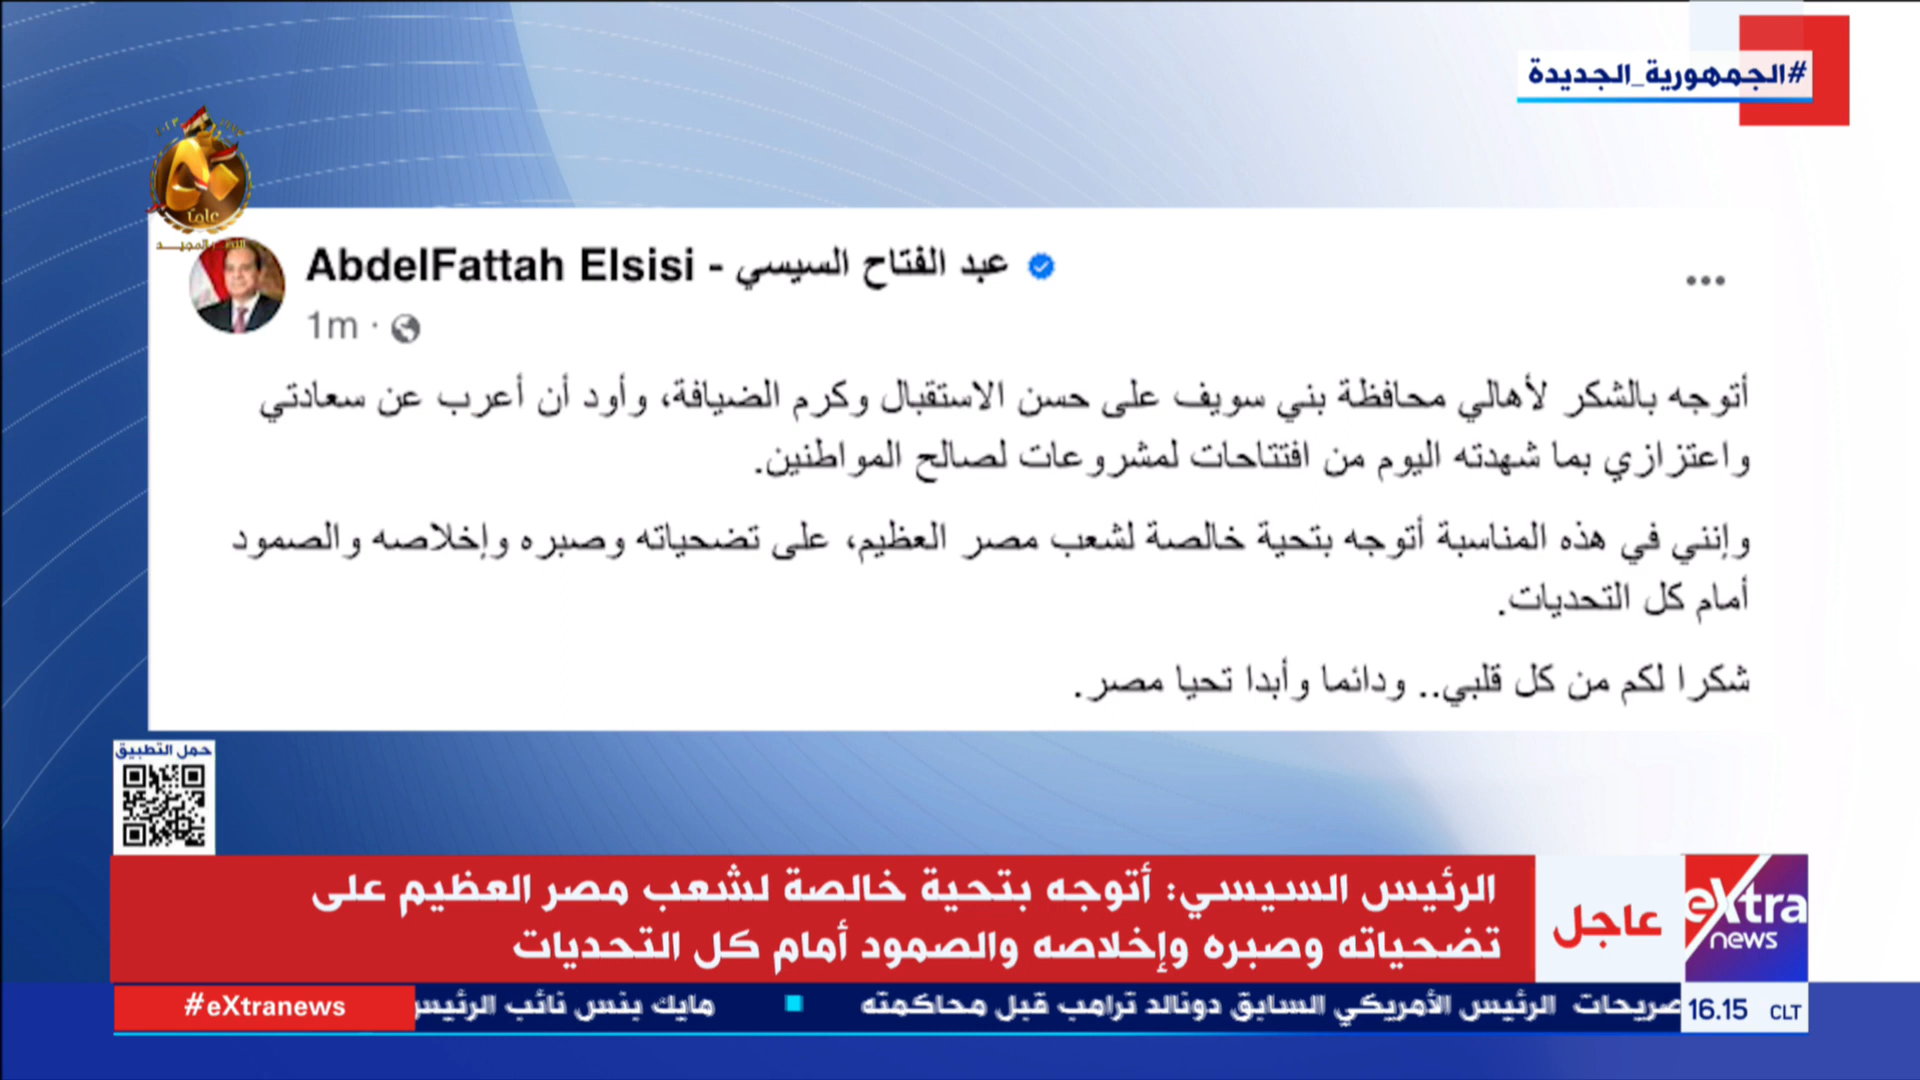 #الجمهورية_الجديدة
عاما
AbdelFattah Elsisi - عبد الفتاح السيسي
1m ·
أتوجه بالشكر لأهالي محافظة بني سويف على حسن الاستقبال وكرم الضيافة، وأود أن أعرب عن سعادتي
واعتزازي بما شهدته اليوم من افتتاحات لمشروعات لصالح المواطنين.
وإنني في هذه المناسبة أتوجه بتحية خالصة لشعب مصر العظيم، على تضحياته وصبره وإخلاصه والصمود
أمام كل التحديات.
شكرا لكم من كل قلبي.. ودائما وأبدا تحيا مصر.
حمل التطبيق
الرئيس السيسي: أتوجه بتحية خالصة لشعب مصر العظيم على
تضحياته وصبره وإخلاصه والصمود أمام كل التحديات
عاجل
eXtra
news
#eXtranews
صريحات الرئيس الأمريكي السابق دونالد ترامب قبل محاكمته ■ مايك بنس نائب الرئيس
16.15 CLT